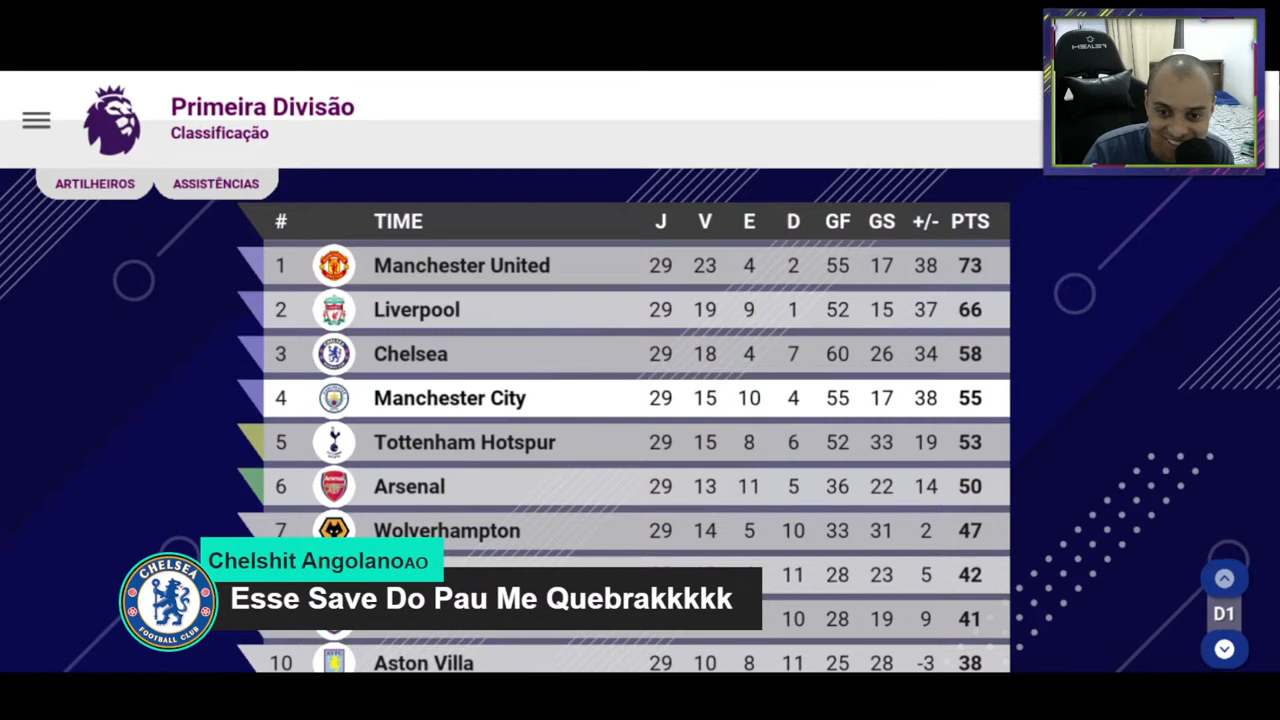 HEALER
Primeira Divisão
Classificação
ARTILHEIROS ASSISTÊNCIAS
# TIME J V E D GF GS +/- PTS
1 Manchester United 29 23 4 2 55 17 38 73
2 Liverpool 29 19 9 1 52 15 37 66
3 Chelsea 29 18 4 7 60 26 34 58
4 Manchester City 29 15 10 4 55 17 38 55
5 Tottenham Hotspur 29 15 8 6 52 33 19 53
6 Arsenal 29 13 11 5 36 22 14 50
7 Wolverhampton 29 14 5 10 33 31 2 47
11 28 23 5 42
10 28 19 9 41
10 Aston Villa 29 10 8 11 25 28 -3 38
Chelshit AngolanoAO
Esse Save Do Pau Me Quebrakkkkk
CHELSEA
FOOTBALL CLUB
D1